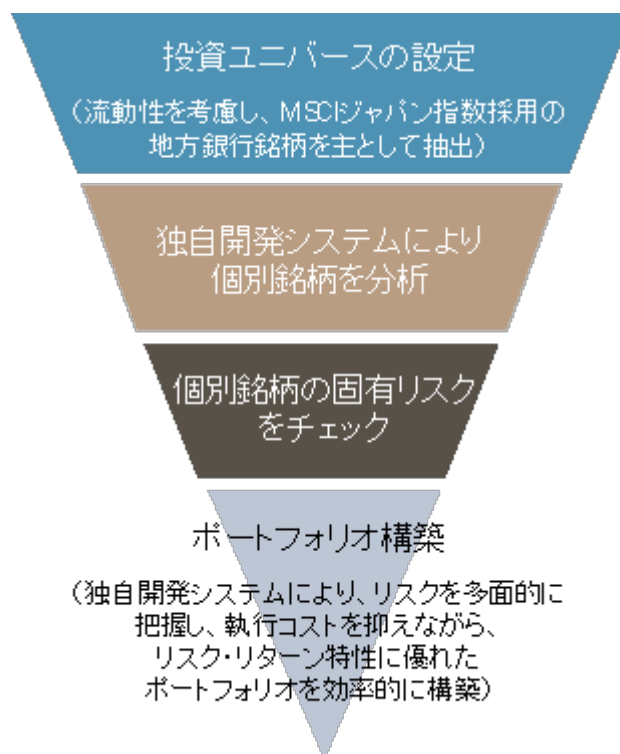 投資ユニバースの設定
（流動性を考慮し、MSCIジャパン指数採用の
地方銀行銘柄を主として抽出）
独自開発システムにより
個別銘柄を分析
個別銘柄の固有リスク
をチェック
ポートフォリオ構築
（独自開発システムにより、リスクを多面的に
把握し、執行コストを抑えながら、
リスク・リターン特性に優れた
ポートフォリオを効率的に構築）